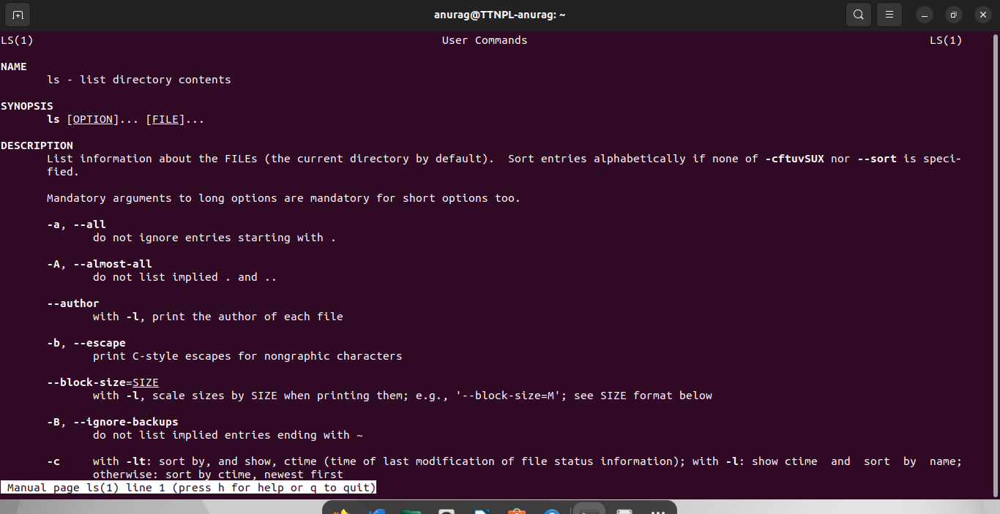 anurag@TTNPL-anurag: ~
LS(1) User Commands LS(1)
NAME
ls - list directory contents
SYNOPSIS
ls [OPTION]... [FILE]...
DESCRIPTION
List information about the FILEs (the current directory by default).  Sort entries alphabetically if none of -cftuvSUX nor --sort is speci-
fied.
Mandatory arguments to long options are mandatory for short options too.
-a, --all
do not ignore entries starting with .
-A, --almost-all
do not list implied . and ..
--author
with -l, print the author of each file
-b, --escape
print C-style escapes for nongraphic characters
--block-size=SIZE
with -l, scale sizes by SIZE when printing them; e.g., '--block-size=M'; see SIZE format below
-B, --ignore-backups
do not list implied entries ending with ~
-c with -lt: sort by, and show, ctime (time of last modification of file status information); with -l: show ctime  and  sort  by  name;
otherwise: sort by ctime, newest first
Manual page ls(1) line 1 (press h for help or q to quit)